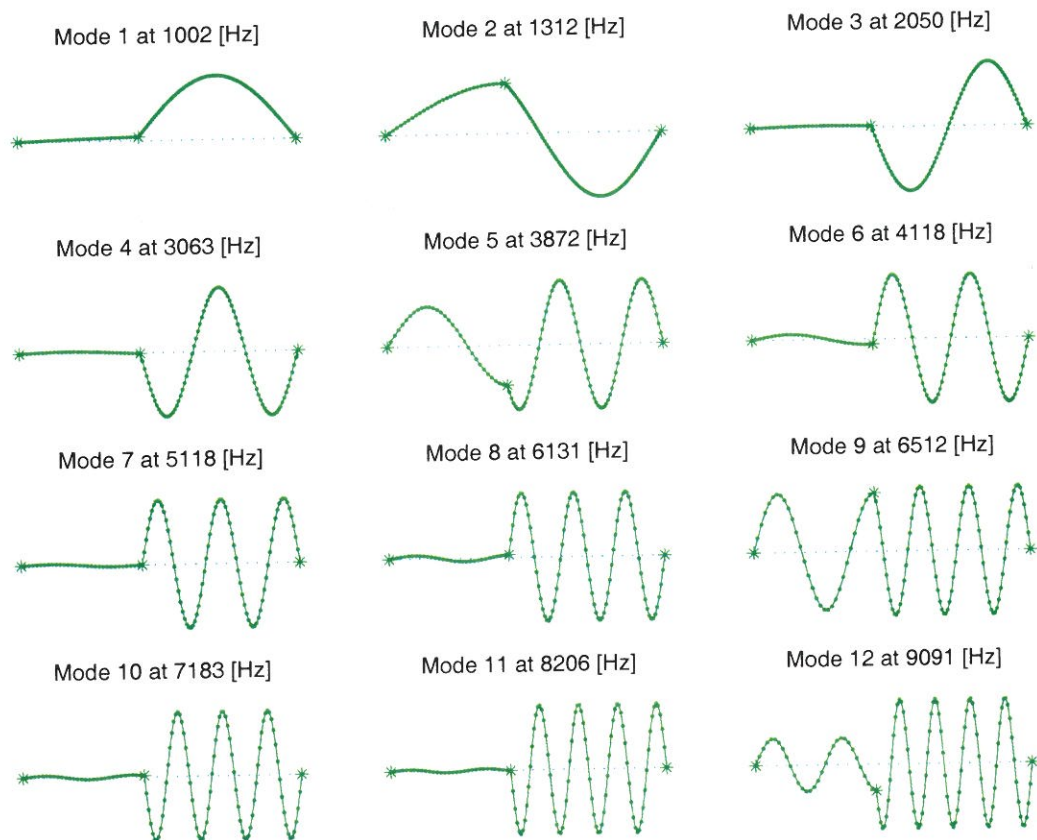 Mode 1 at 1002 [Hz]
Mode 2 at 1312 [Hz]
Mode 3 at 2050 [Hz]
Mode 4 at 3063 [Hz]
Mode 5 at 3872 [Hz]
Mode 6 at 4118 [Hz]
Mode 7 at 5118 [Hz]
Mode 8 at 6131 [Hz]
Mode 9 at 6512 [Hz]
Mode 10 at 7183 [Hz]
Mode 11 at 8206 [Hz]
Mode 12 at 9091 [Hz]